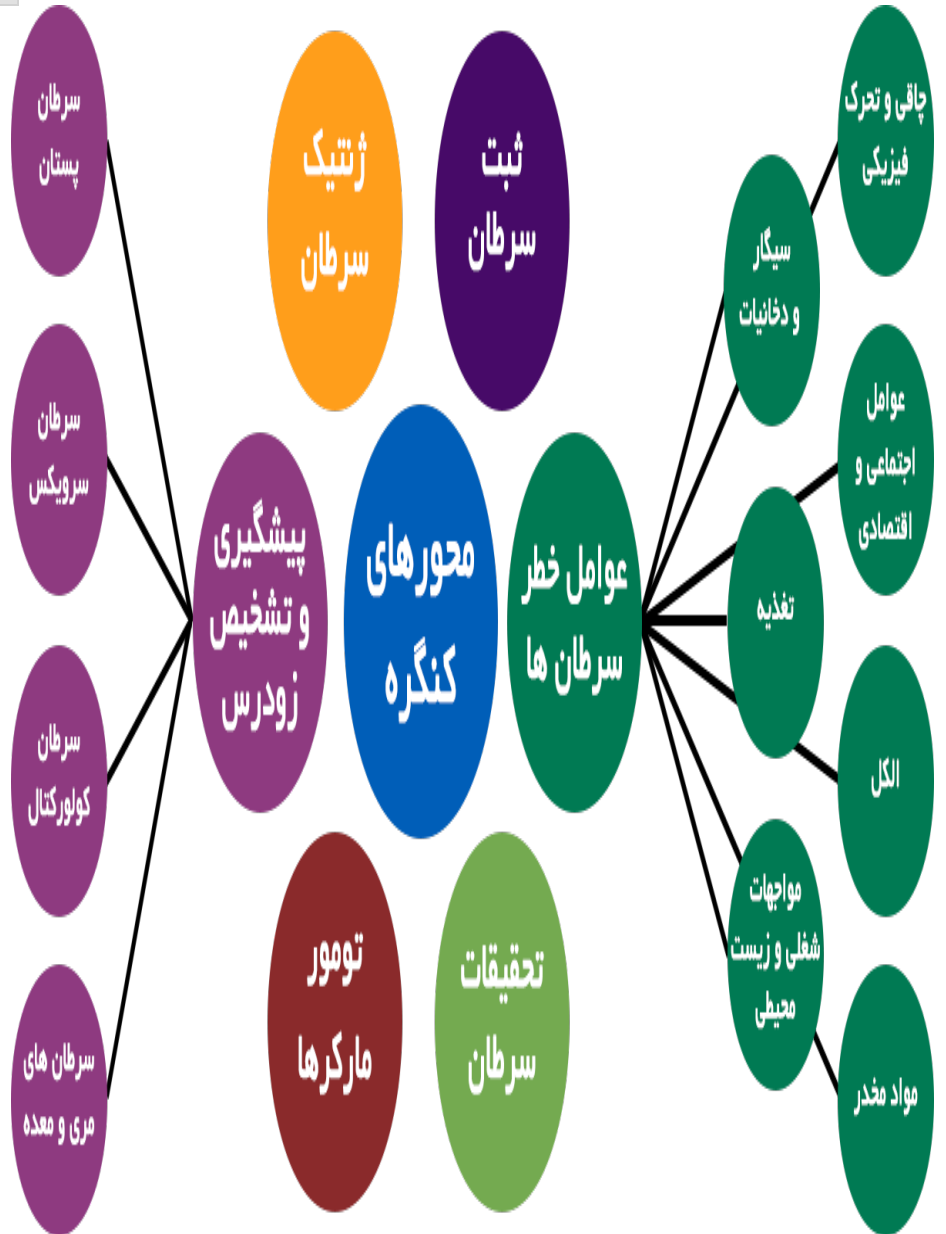 چاقی و تحرک
فیزیکی
سیگار
و دخانیات
عوامل
اجتماعی و
اقتصادی
تغذیه
الکل
مواجهات
شغلی و زیست
محیطی
مواد مخدر
ثبت
سرطان
ژنتیک
سرطان
عوامل خطر
سرطان ها
محورهای
کنگره
پیشگیری
و تشخیص
زودرس
تحقیقات
سرطان
تومور
مارکرها
سرطان
پستان
سرطان
سرویکس
سرطان
کولورکتال
سرطان های
مری و معده